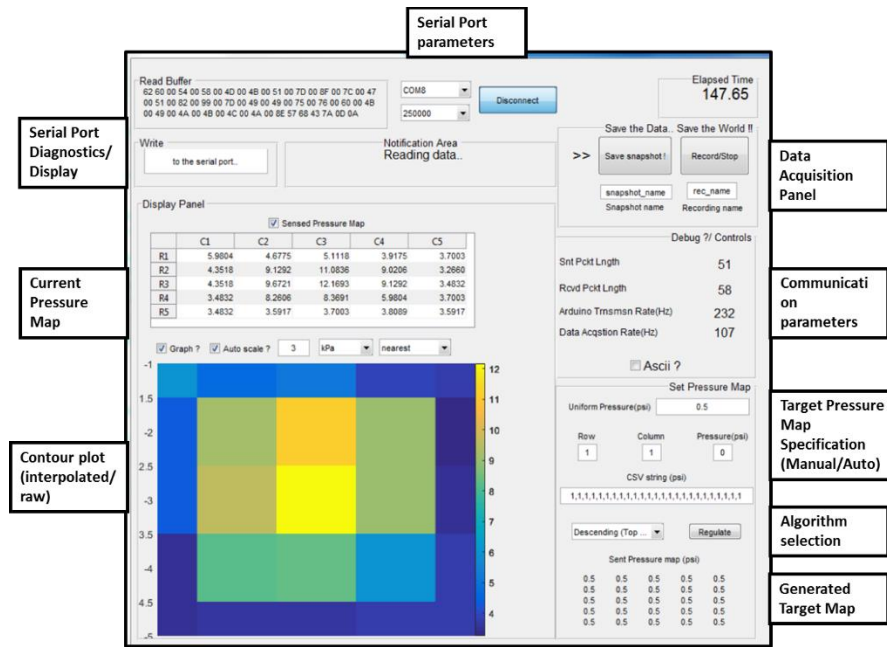 Serial Port
parameters
Read Buffer
62 60 00 54 00 58 00 4D 00 4B 00 51 00 7D 00 8F 00 7C 00 47
00 51 00 82 00 99 00 7D 00 49 00 49 00 75 00 76 00 60 00 4B
00 49 00 4A 00 4B 00 4C 00 4A 00 8E 57 68 43 7A 0D 0A
COM8
250000
Disconnect
Elapsed Time
147.65
Serial Port
Diagnostics/
Display
Write
to the serial port..
Notification Area
Reading data..
Save the Data.. Save the World !!
>>
Save snapshot !
Record/Stop
snapshot_name
rec_name
Snapshot name
Recording name
Data
Acquisition
Panel
Display Panel
Sensed Pressure Map
C1 C2 C3 C4 C5
R1 5.9804 4.6775 5.1118 3.9175 3.7003
R2 4.3518 9.1292 11.0836 9.0206 3.2660
R3 4.3518 9.6721 12.1693 9.1292 3.4832
R4 3.4832 8.2606 8.3691 5.9804 3.7003
R5 3.4832 3.5917 3.7003 3.8089 3.5917
Current
Pressure
Map
Debug ?/ Controls
Snt Pckt Lngth 51
Rcvd Pckt Lngth 58
Arduino Trnsmsn Rate(Hz) 232
Data Acqstion Rate(Hz) 107
Ascii ?
Communicati
on
parameters
Graph ?
Auto scale ?
3
kPa
nearest
-1
1.5
-2
2.5
-3
3.5
-4
4.5
-5
12
11
10
9
8
7
6
5
4
Contour plot
(interpolated/
raw)
Set Pressure Map
Uniform Pressure(psi) 0.5
Row Column Pressure(psi)
1 1 0
CSV string (psi)
1,1,1,1,1,1,1,1,1,1,1,1,1,1,1,1,1,1,1,1,1,1,1,1,1
Target Pressure
Map
Specification
(Manual/Auto)
Descending (Top ...
Regulate
Algorithm
selection
Sent Pressure map (psi)
0.5 0.5 0.5 0.5 0.5
0.5 0.5 0.5 0.5 0.5
0.5 0.5 0.5 0.5 0.5
0.5 0.5 0.5 0.5 0.5
0.5 0.5 0.5 0.5 0.5
Generated
Target Map